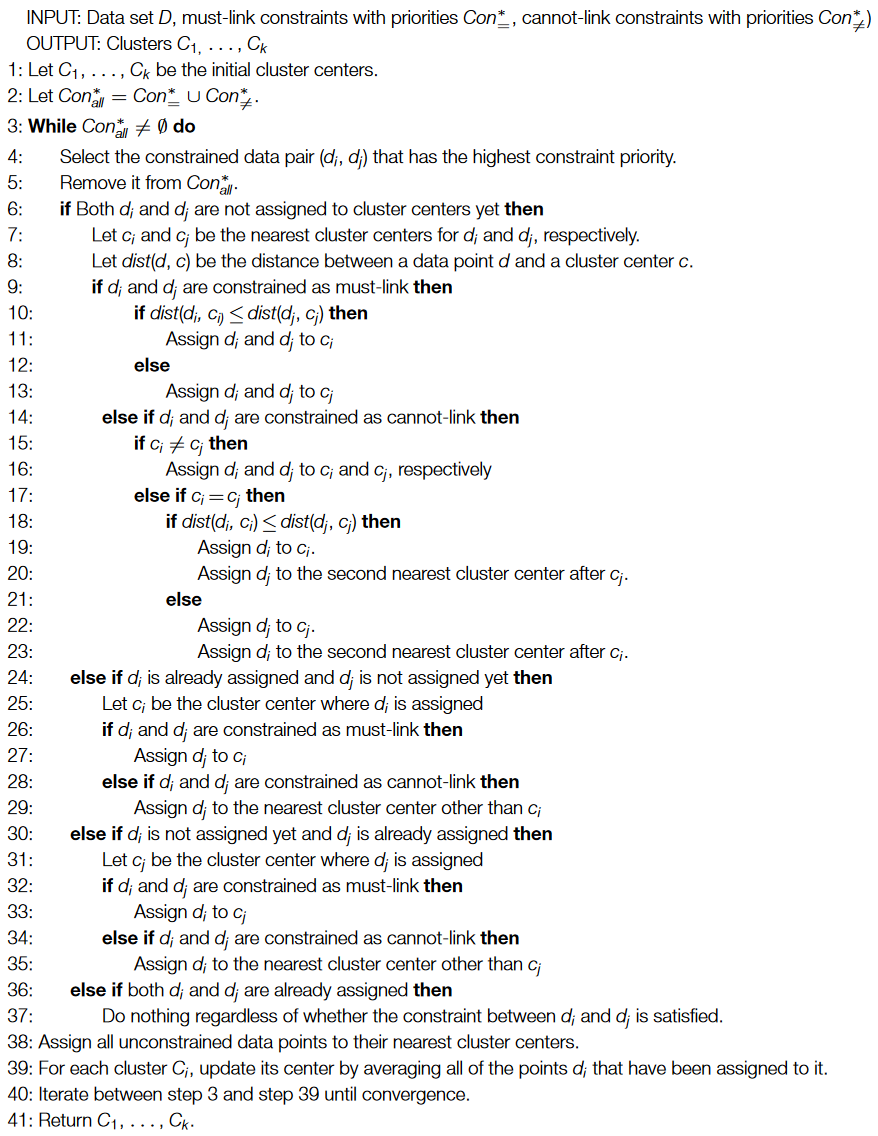 INPUT: Data set D, must-link constraints with priorities Con*₌, cannot-link constraints with priorities Con*≠)
OUTPUT: Clusters C₁, . . . , Cₖ
1: Let C₁, . . . , Cₖ be the initial cluster centers.
2: Let Con*all = Con*₌ ∪ Con*≠.
3: While Con*all ≠ ∅ do
4: Select the constrained data pair (dᵢ, dⱼ) that has the highest constraint priority.
5: Remove it from Con*all.
6: if Both dᵢ and dⱼ are not assigned to cluster centers yet then
7: Let cᵢ and cⱼ be the nearest cluster centers for dᵢ and dⱼ, respectively.
8: Let dist(d, c) be the distance between a data point d and a cluster center c.
9: if dᵢ and dⱼ are constrained as must-link then
10: if dist(dᵢ, cᵢ) ≤ dist(dⱼ, cⱼ) then
11: Assign dᵢ and dⱼ to cᵢ
12: else
13: Assign dᵢ and dⱼ to cⱼ
14: else if dᵢ and dⱼ are constrained as cannot-link then
15: if cᵢ ≠ cⱼ then
16: Assign dᵢ and dⱼ to cᵢ and cⱼ, respectively
17: else if cᵢ = cⱼ then
18: if dist(dᵢ, cᵢ) ≤ dist(dⱼ, cⱼ) then
19: Assign dᵢ to cᵢ.
20: Assign dⱼ to the second nearest cluster center after cⱼ.
21: else
22: Assign dⱼ to cⱼ.
23: Assign dᵢ to the second nearest cluster center after cᵢ.
24: else if dᵢ is already assigned and dⱼ is not assigned yet then
25: Let cᵢ be the cluster center where dᵢ is assigned
26: if dᵢ and dⱼ are constrained as must-link then
27: Assign dⱼ to cᵢ
28: else if dᵢ and dⱼ are constrained as cannot-link then
29: Assign dⱼ to the nearest cluster center other than cᵢ
30: else if dᵢ is not assigned yet and dⱼ is already assigned then
31: Let cⱼ be the cluster center where dⱼ is assigned
32: if dᵢ and dⱼ are constrained as must-link then
33: Assign dᵢ to cⱼ
34: else if dᵢ and dⱼ are constrained as cannot-link then
35: Assign dᵢ to the nearest cluster center other than cⱼ
36: else if both dᵢ and dⱼ are already assigned then
37: Do nothing regardless of whether the constraint between dᵢ and dⱼ is satisfied.
38: Assign all unconstrained data points to their nearest cluster centers.
39: For each cluster Cᵢ, update its center by averaging all of the points dᵢ that have been assigned to it.
40: Iterate between step 3 and step 39 until convergence.
41: Return C₁, . . . , Cₖ.